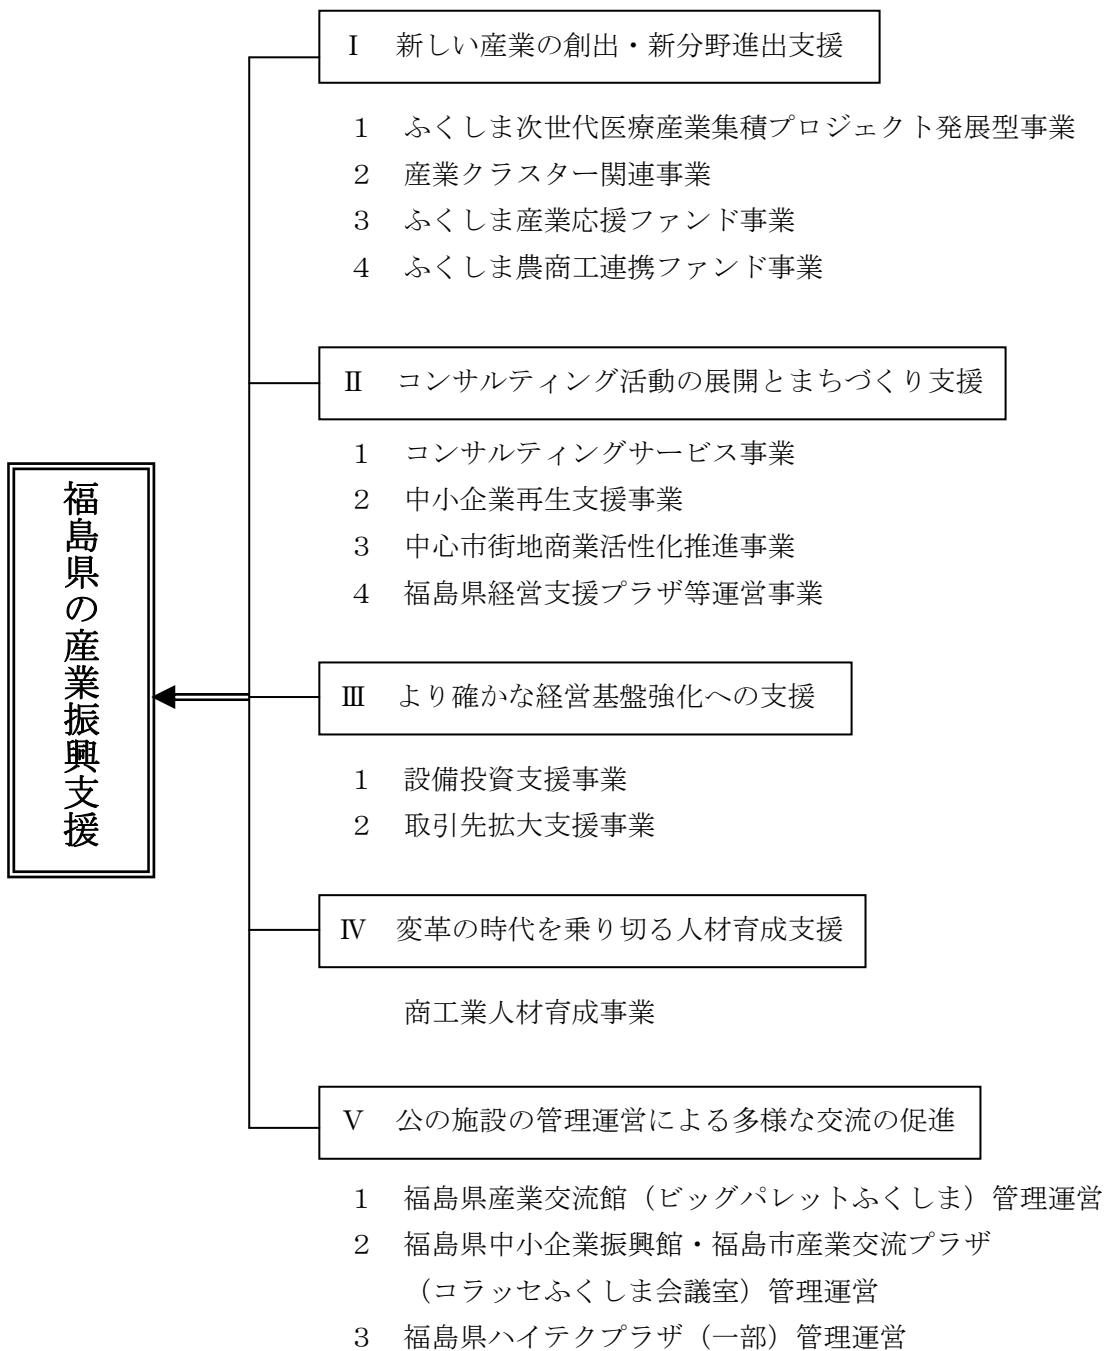 福島県の産業振興支援
Ⅰ 新しい産業の創出・新分野進出支援
１ ふくしま次世代医療産業集積プロジェクト発展型事業
２ 産業クラスター関連事業
３ ふくしま産業応援ファンド事業
４ ふくしま農商工連携ファンド事業
Ⅱ コンサルティング活動の展開とまちづくり支援
１ コンサルティングサービス事業
２ 中小企業再生支援事業
３ 中心市街地商業活性化推進事業
４ 福島県経営支援プラザ等運営事業
Ⅲ より確かな経営基盤強化への支援
１ 設備投資支援事業
２ 取引先拡大支援事業
Ⅳ 変革の時代を乗り切る人材育成支援
商工業人材育成事業
Ⅴ 公の施設の管理運営による多様な交流の促進
１ 福島県産業交流館（ビッグパレットふくしま）管理運営
２ 福島県中小企業振興館・福島市産業交流プラザ
（コラッセふくしま会議室）管理運営
３ 福島県ハイテクプラザ（一部）管理運営